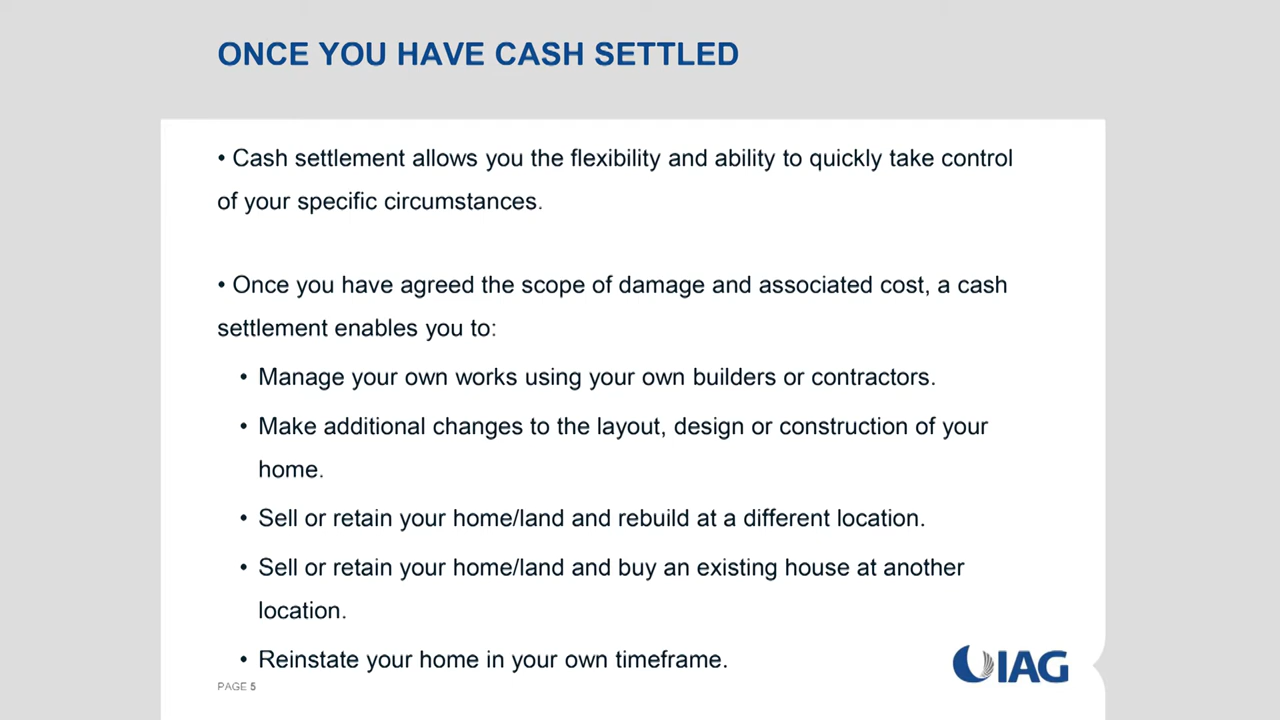 ONCE YOU HAVE CASH SETTLED
• Cash settlement allows you the flexibility and ability to quickly take control
of your specific circumstances.
• Once you have agreed the scope of damage and associated cost, a cash
settlement enables you to:
• Manage your own works using your own builders or contractors.
• Make additional changes to the layout, design or construction of your
home.
• Sell or retain your home/land and rebuild at a different location.
• Sell or retain your home/land and buy an existing house at another
location.
• Reinstate your home in your own timeframe.
PAGE 5
IAG